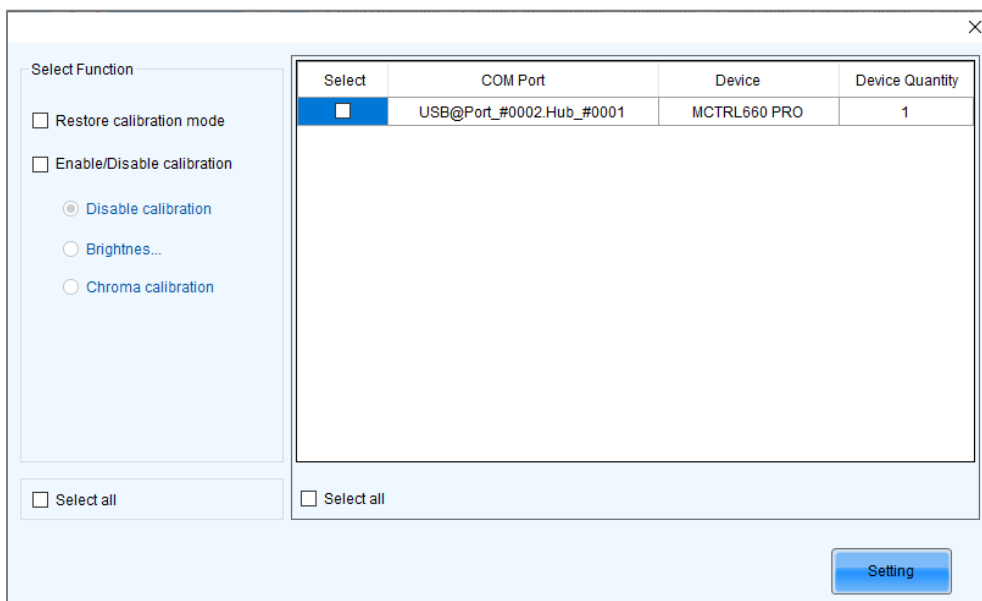 Select Function
Restore calibration mode
Enable/Disable calibration
Disable calibration
Brightnes...
Chroma calibration
Select all
Select COM Port Device Device Quantity
USB@Port_#0002.Hub_#0001 MCTRL660 PRO 1
Select all
Setting